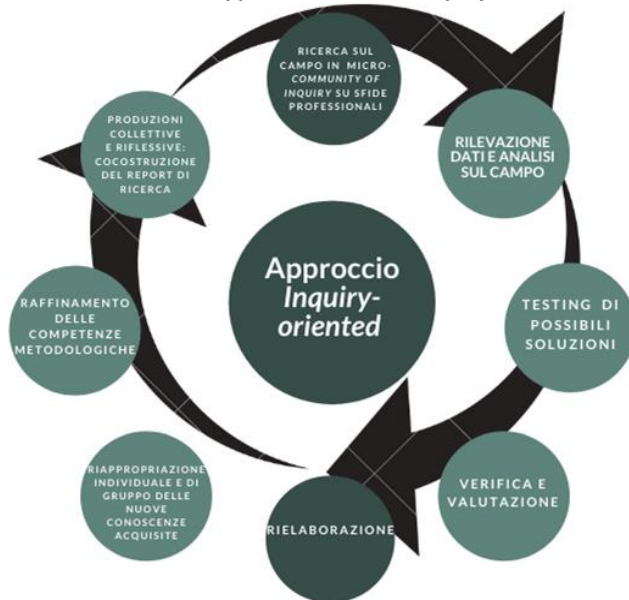 RICERCA SUL
CAMPO IN MICRO-
COMMUNITY OF
INQUIRY SU SFIDE
PROFESSIONALI
RILEVAZIONE
DATI E ANALISI
SUL CAMPO
TESTING DI
POSSIBILI
SOLUZIONI
VERIFICA E
VALUTAZIONE
RIELABORAZIONE
RIAPPROPRIAZIONE
INDIVIDUALE E DI
GRUPPO DELLE
NUOVE
CONOSCENZE
ACQUISITE
RAFFINAMENTO
DELLE
COMPETENZE
METODOLOGICHE
PRODUZIONI
COLLETTIVE
E RIFLESSIVE:
COCOSTRUZIONE
DEL REPORT DI
RICERCA
Approccio
Inquiry-
oriented